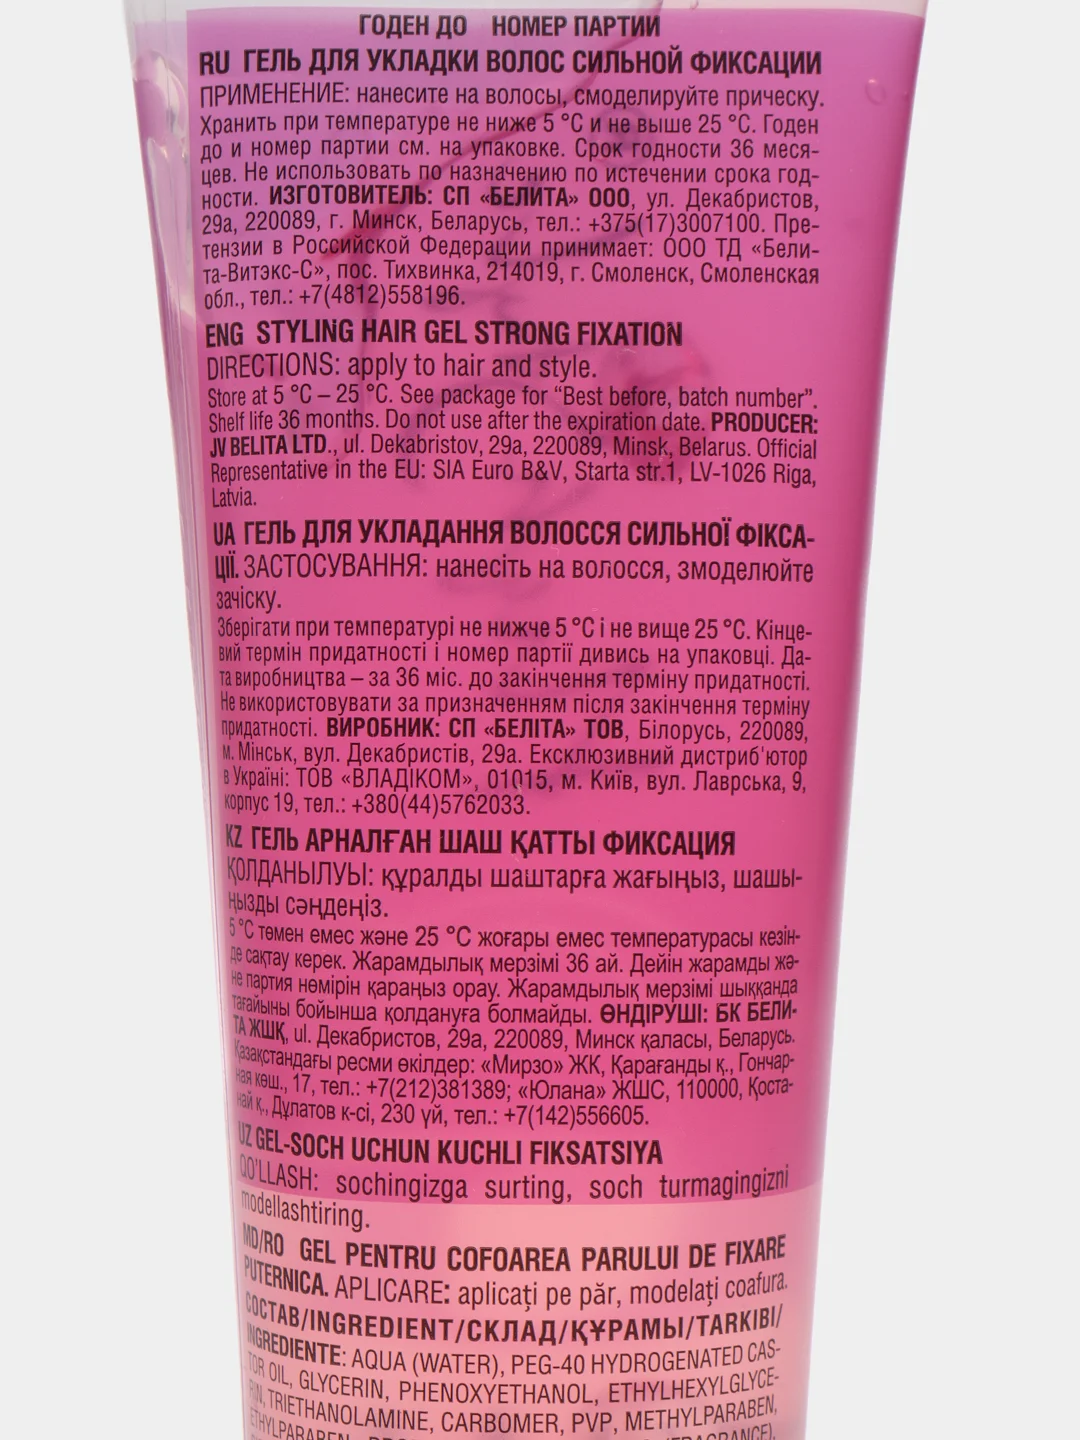 ГОДЕН ДО НОМЕР ПАРТИИ
RU ГЕЛЬ ДЛЯ УКЛАДКИ ВОЛОС СИЛЬНОЙ ФИКСАЦИИ
ПРИМЕНЕНИЕ: нанесите на волосы, смоделируйте прическу.
Хранить при температуре не ниже 5 °C и не выше 25 °C. Годен
до и номер партии см. на упаковке. Срок годности 36 меся-
цев. Не использовать по назначению по истечении срока год-
ности. ИЗГОТОВИТЕЛЬ: СП «БЕЛИТА» ООО, ул. Декабристов,
29а, 220089, г. Минск, Беларусь, тел.: +375(17)3007100. Пре-
тензии в Российской Федерации принимает: ООО ТД «Бели-
та-Витэкс-С», пос. Тихвинка, 214019, г. Смоленск, Смоленская
обл., тел.: +7(4812)558196.
ENG STYLING HAIR GEL STRONG FIXATION
DIRECTIONS: apply to hair and style.
Store at 5 °C – 25 °C. See package for “Best before, batch number”.
Shelf life 36 months. Do not use after the expiration date. PRODUCER:
JV BELITA LTD., ul. Dekabristov, 29a, 220089, Minsk, Belarus. Official
Representative in the EU: SIA Euro B&V, Starta str.1, LV-1026 Riga,
Latvia.
UA ГЕЛЬ ДЛЯ УКЛАДАННЯ ВОЛОССЯ СИЛЬНОЇ ФІКСА-
ЦІЇ. ЗАСТОСУВАННЯ: нанесіть на волосся, змоделюйте
зачіску.
Зберігати при температурі не нижче 5 °C і не вище 25 °C. Кінце-
вий термін придатності і номер партії дивись на упаковці. Да-
та виробництва – за 36 міс. до закінчення терміну придатності.
Не використовувати за призначенням після закінчення терміну
придатності. ВИРОБНИК: СП «БЕЛІТА» ТОВ, Білорусь, 220089,
м. Мінськ, вул. Декабристів, 29а. Ексклюзивний дистриб'ютор
в Україні: ТОВ «ВЛАДІКОМ», 01015, м. Київ, вул. Лаврська, 9,
корпус 19, тел.: +380(44)5762033.
KZ ГЕЛЬ АРНАЛҒАН ШАШ ҚАТТЫ ФИКСАЦИЯ
ҚОЛДАНЫЛУЫ: құралды шаштарға жағыңыз, шашы-
ңызды сәңдеңіз.
5 °C төмен емес және 25 °C жоғары емес температурасы кезін-
де сақтау керек. Жарамдылық мерзімі 36 ай. Дейін жарамды жә-
не партия нөмірін қараңыз орау. Жарамдылық мерзімі шыққанда
тағайыны бойынша қолдануға болмайды. ӨНДІРУШІ: БК БЕЛИ-
ТА ЖШҚ, ul. Декабристов, 29а, 220089, Минск қаласы, Беларусь.
Қазақстандағы ресми өкілдер: «Мирзо» ЖК, Қарағанды қ., Гончар-
ная көш., 17, тел.: +7(212)381389; «Юлана» ЖШС, 110000, Қоста-
най қ., Дұлатов к-сі, 230 үй, тел.: +7(142)556605.
UZ GEL-SOCH UCHUN KUCHLI FIKSATSIYA
QO'LLASH: sochingizga surting, soch turmagingizni
modellashtiring.
MD/RO GEL PENTRU COFOAREA PARULUI DE FIXARE
PUTERNICA. APLICARE: aplicați pe păr, modelați coafura.
СОСТАВ/INGREDIENT/СКЛАД/ҚҰРАМЫ/TARKIBI/
INGREDIENTE: AQUA (WATER), PEG-40 HYDROGENATED CAS-
TOR OIL, GLYCERIN, PHENOXYETHANOL, ETHYLHEXYLGLYCE-
RIN, TRIETHANOLAMINE, CARBOMER, PVP, METHYLPARABEN,
ETHYLPARABEN, (FRAGRANCE),